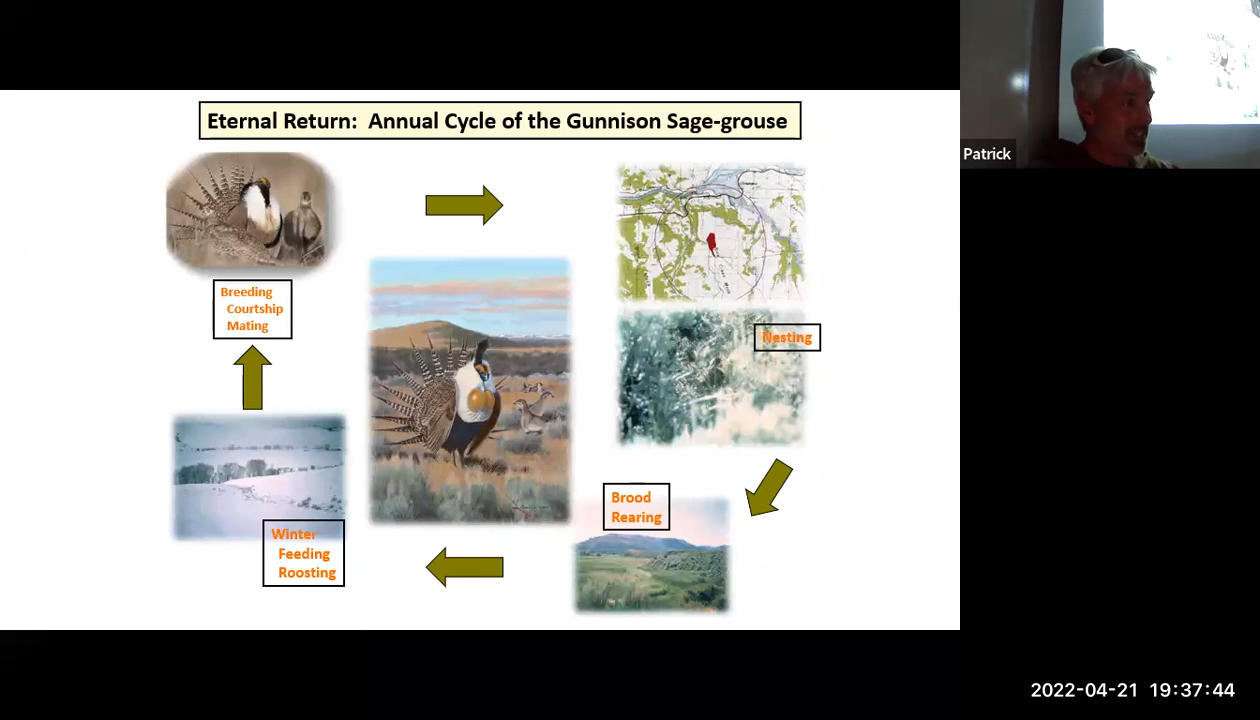 Eternal Return: Annual Cycle of the Gunnison Sage-grouse
Patrick
Breeding
Courtship
Mating
Nesting
Brood
Rearing
Winter
Feeding
Roosting
2022-04-21 19:37:44